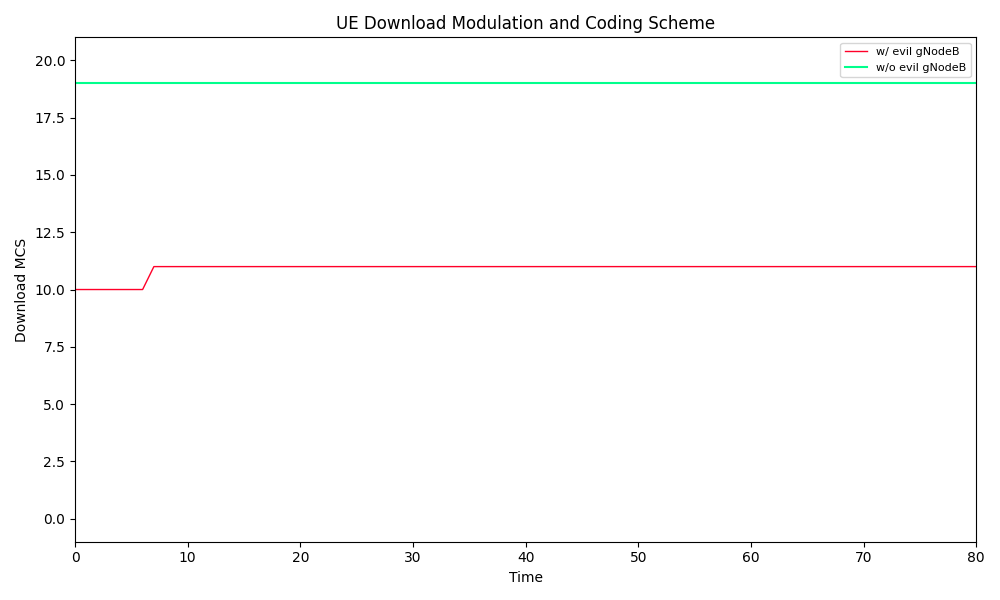 UE Download Modulation and Coding Scheme
w/ evil gNodeB
w/o evil gNodeB
20.0
17.5
15.0
12.5
10.0
7.5
5.0
2.5
0.0
Download MCS
0 10 20 30 40 50 60 70 80
Time